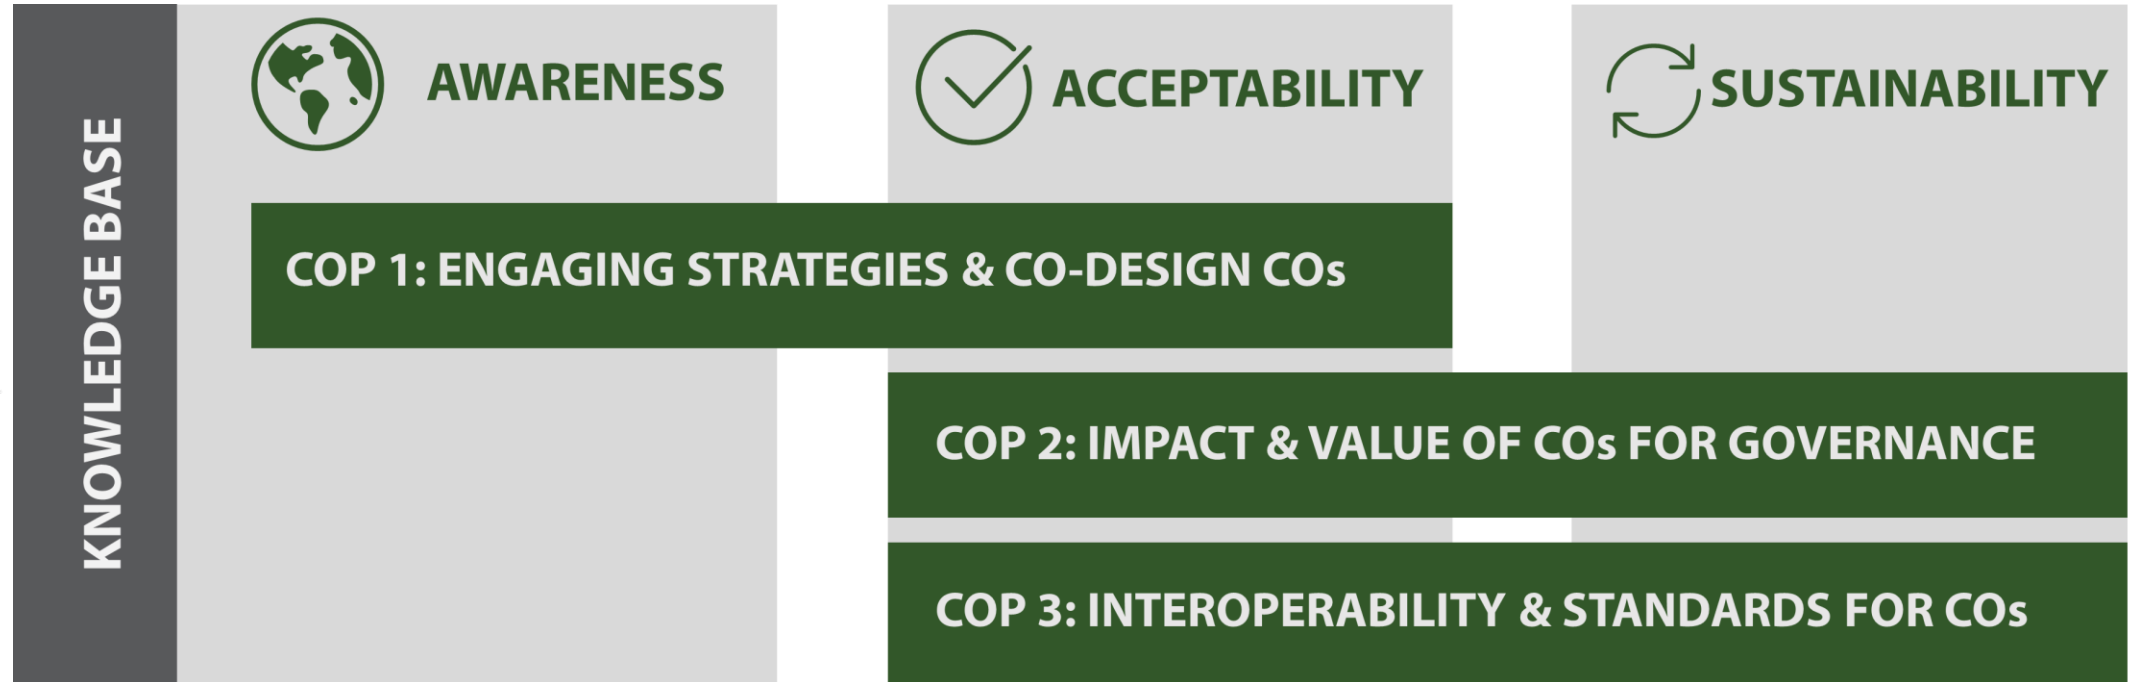 KNOWLEDGE BASE
AWARENESS
ACCEPTABILITY
SUSTAINABILITY
COP 1: ENGAGING STRATEGIES & CO-DESIGN COs
COP 2: IMPACT & VALUE OF COs FOR GOVERNANCE
COP 3: INTEROPERABILITY & STANDARDS FOR COs